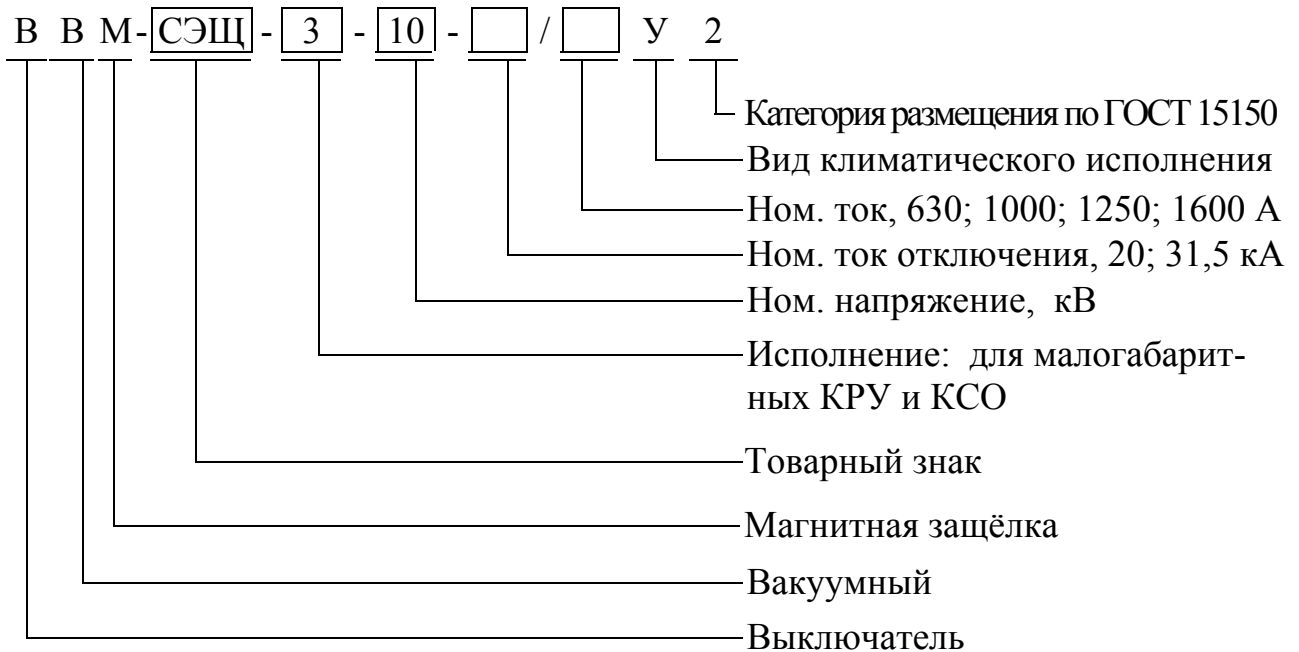 В В М-СЭЩ - 3 - 10 - / У 2
Категория размещения по ГОСТ 15150
Вид климатического исполнения
Ном. ток, 630; 1000; 1250; 1600 А
Ном. ток отключения, 20; 31,5 кА
Ном. напряжение, кВ
Исполнение: для малогабарит-
ных КРУ и КСО
Товарный знак
Магнитная защёлка
Вакуумный
Выключатель